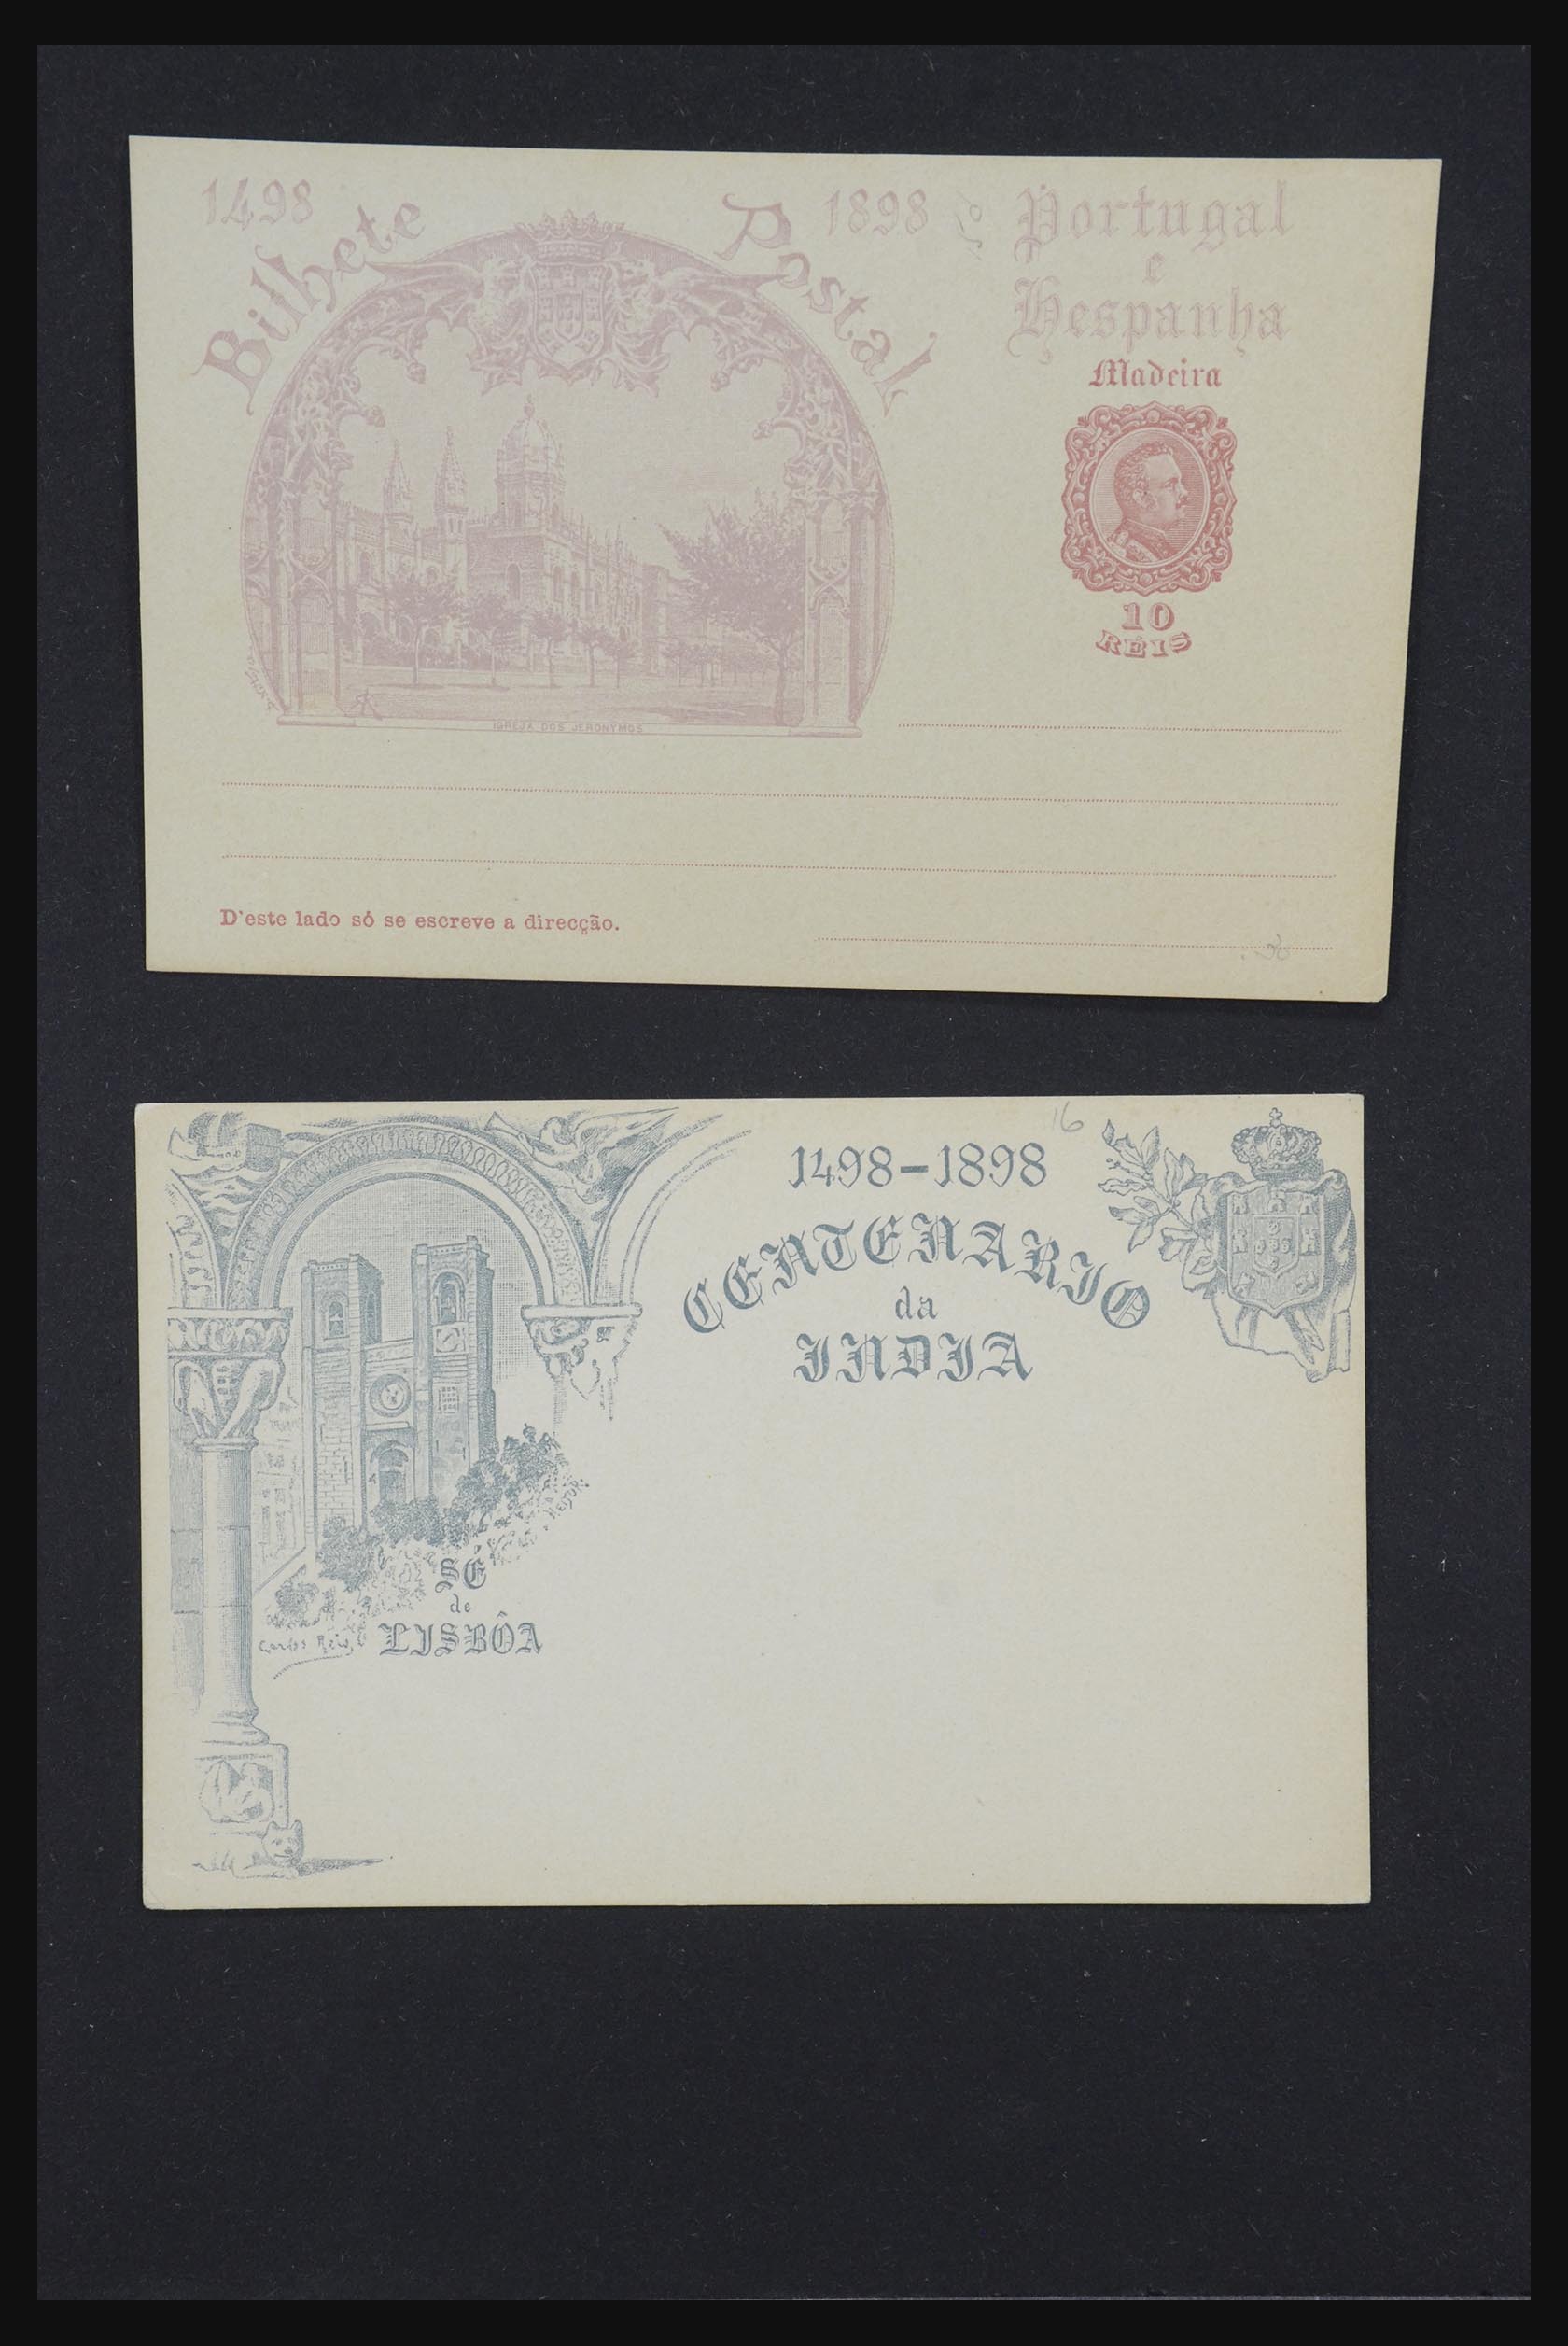 1498
Bilhete Postal
1898
Portugal
e
Hespanha
Madeira
10
RÉIS
IGREJA DOS JERONYMOS
D'este lado só se escreve a direcção.
16
1498-1898
CENTENARIO
da
INDIA
SÉ
de
LISBÔA
Carlos Reis